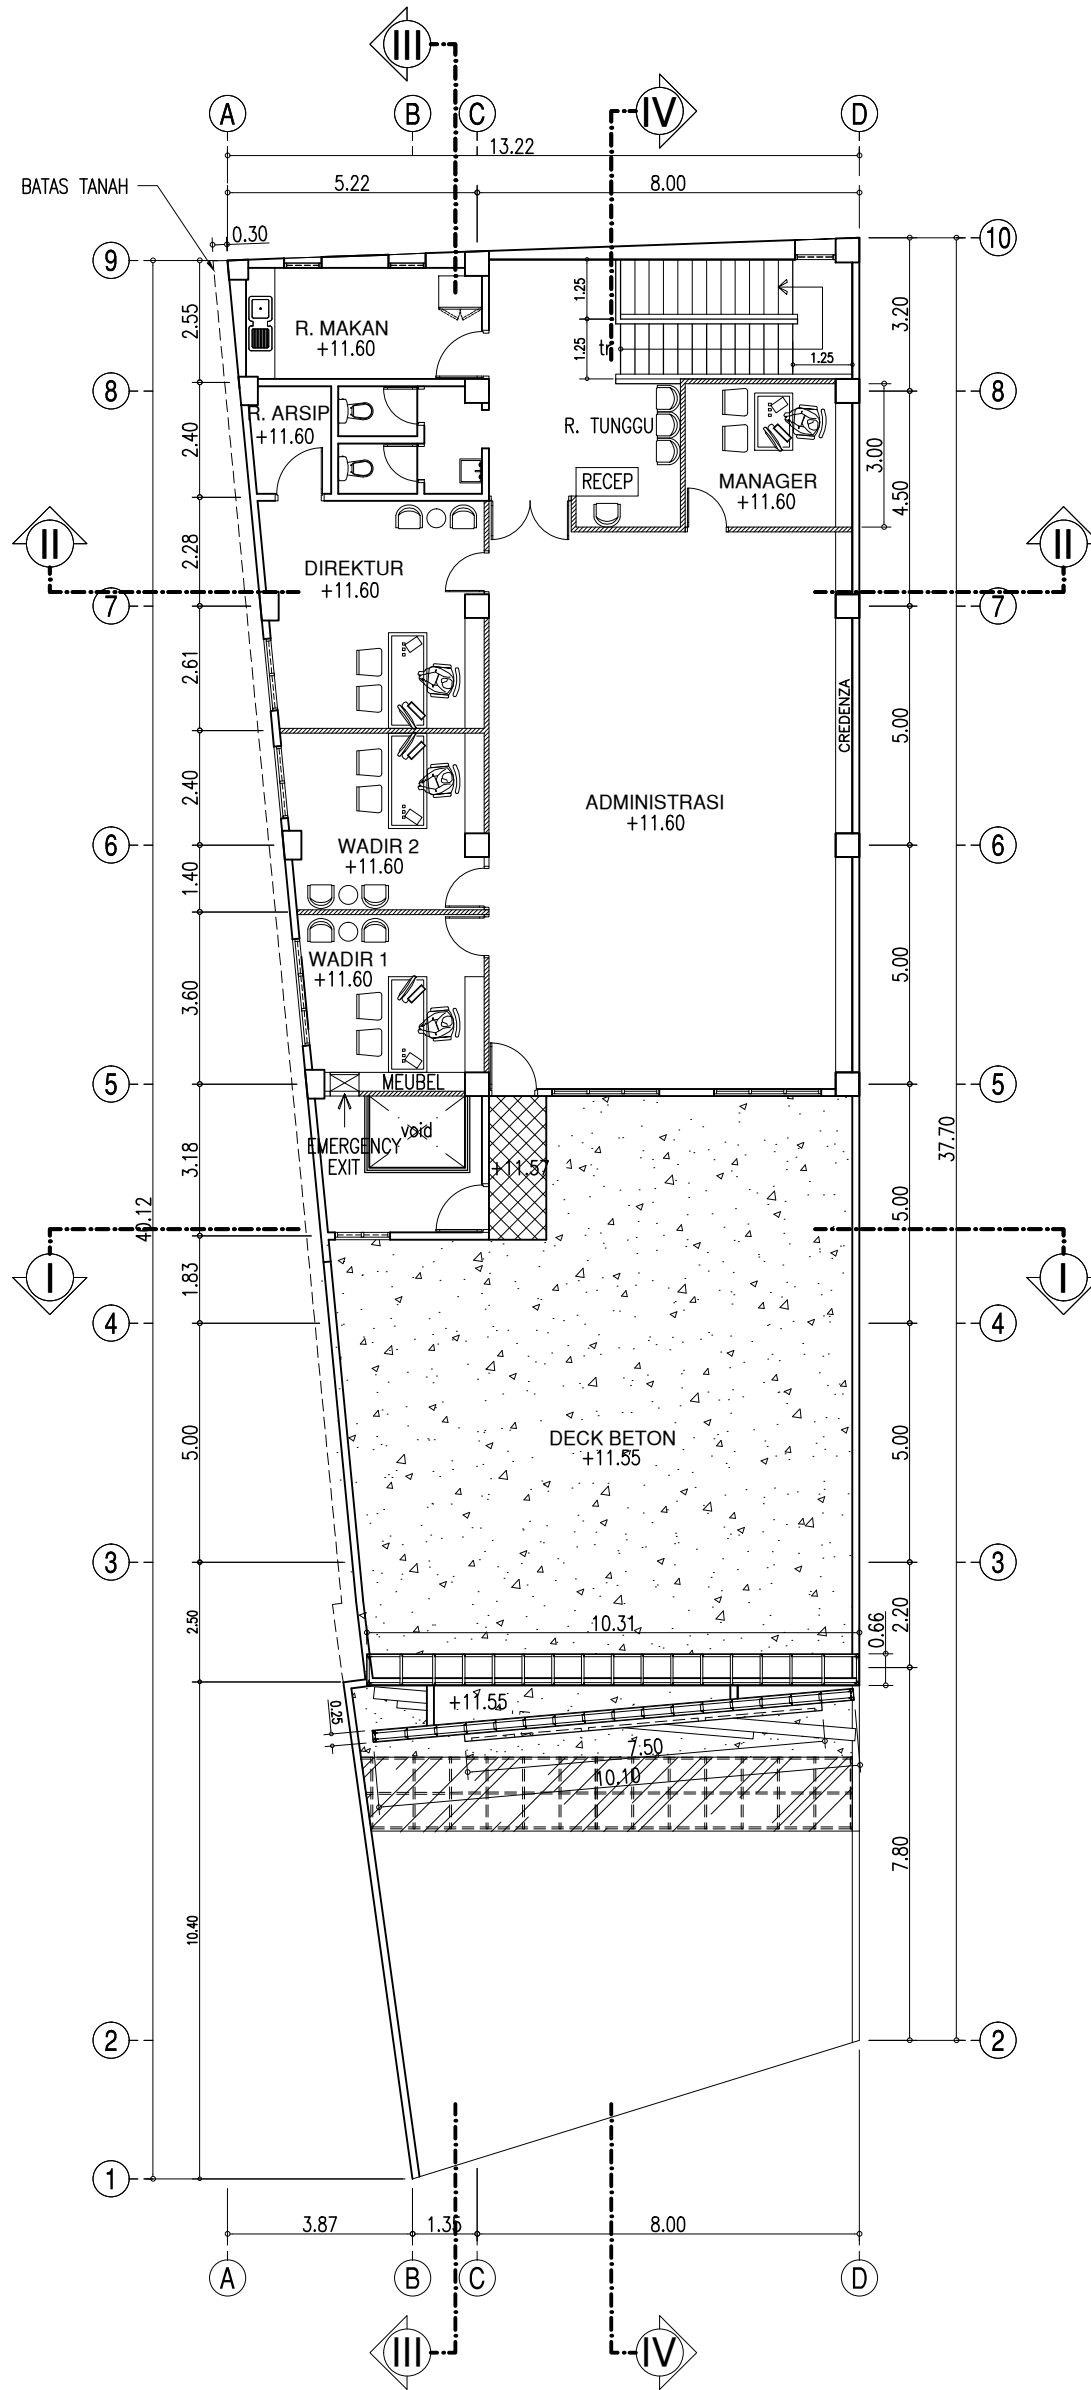 III
IV
A
B
C
D
13.22
BATAS TANAH
5.22
8.00
0.30
9
10
2.55
1.25
1.25
3.20
R. MAKAN
+11.60
tr
1.25
8
8
R. ARSIP
+11.60
2.40
R. TUNGGU
3.00
4.50
RECEP
MANAGER
+11.60
II
II
2.28
DIREKTUR
+11.60
7
7
2.61
CREDENZA
5.00
2.40
ADMINISTRASI
+11.60
6
6
WADIR 2
+11.60
1.40
WADIR 1
+11.60
3.60
5.00
5
5
MEUBEL
void
EMERGENCY
EXIT
+11.57
3.18
37.70
40.12
5.00
I
I
1.83
4
4
5.00
DECK BETON
+11.55
5.00
3
3
2.50
10.31
0.66
2.20
+11.55
0.25
7.50
10.10
7.80
10.40
2
2
1
3.87
1.35
8.00
A
B
C
D
III
IV